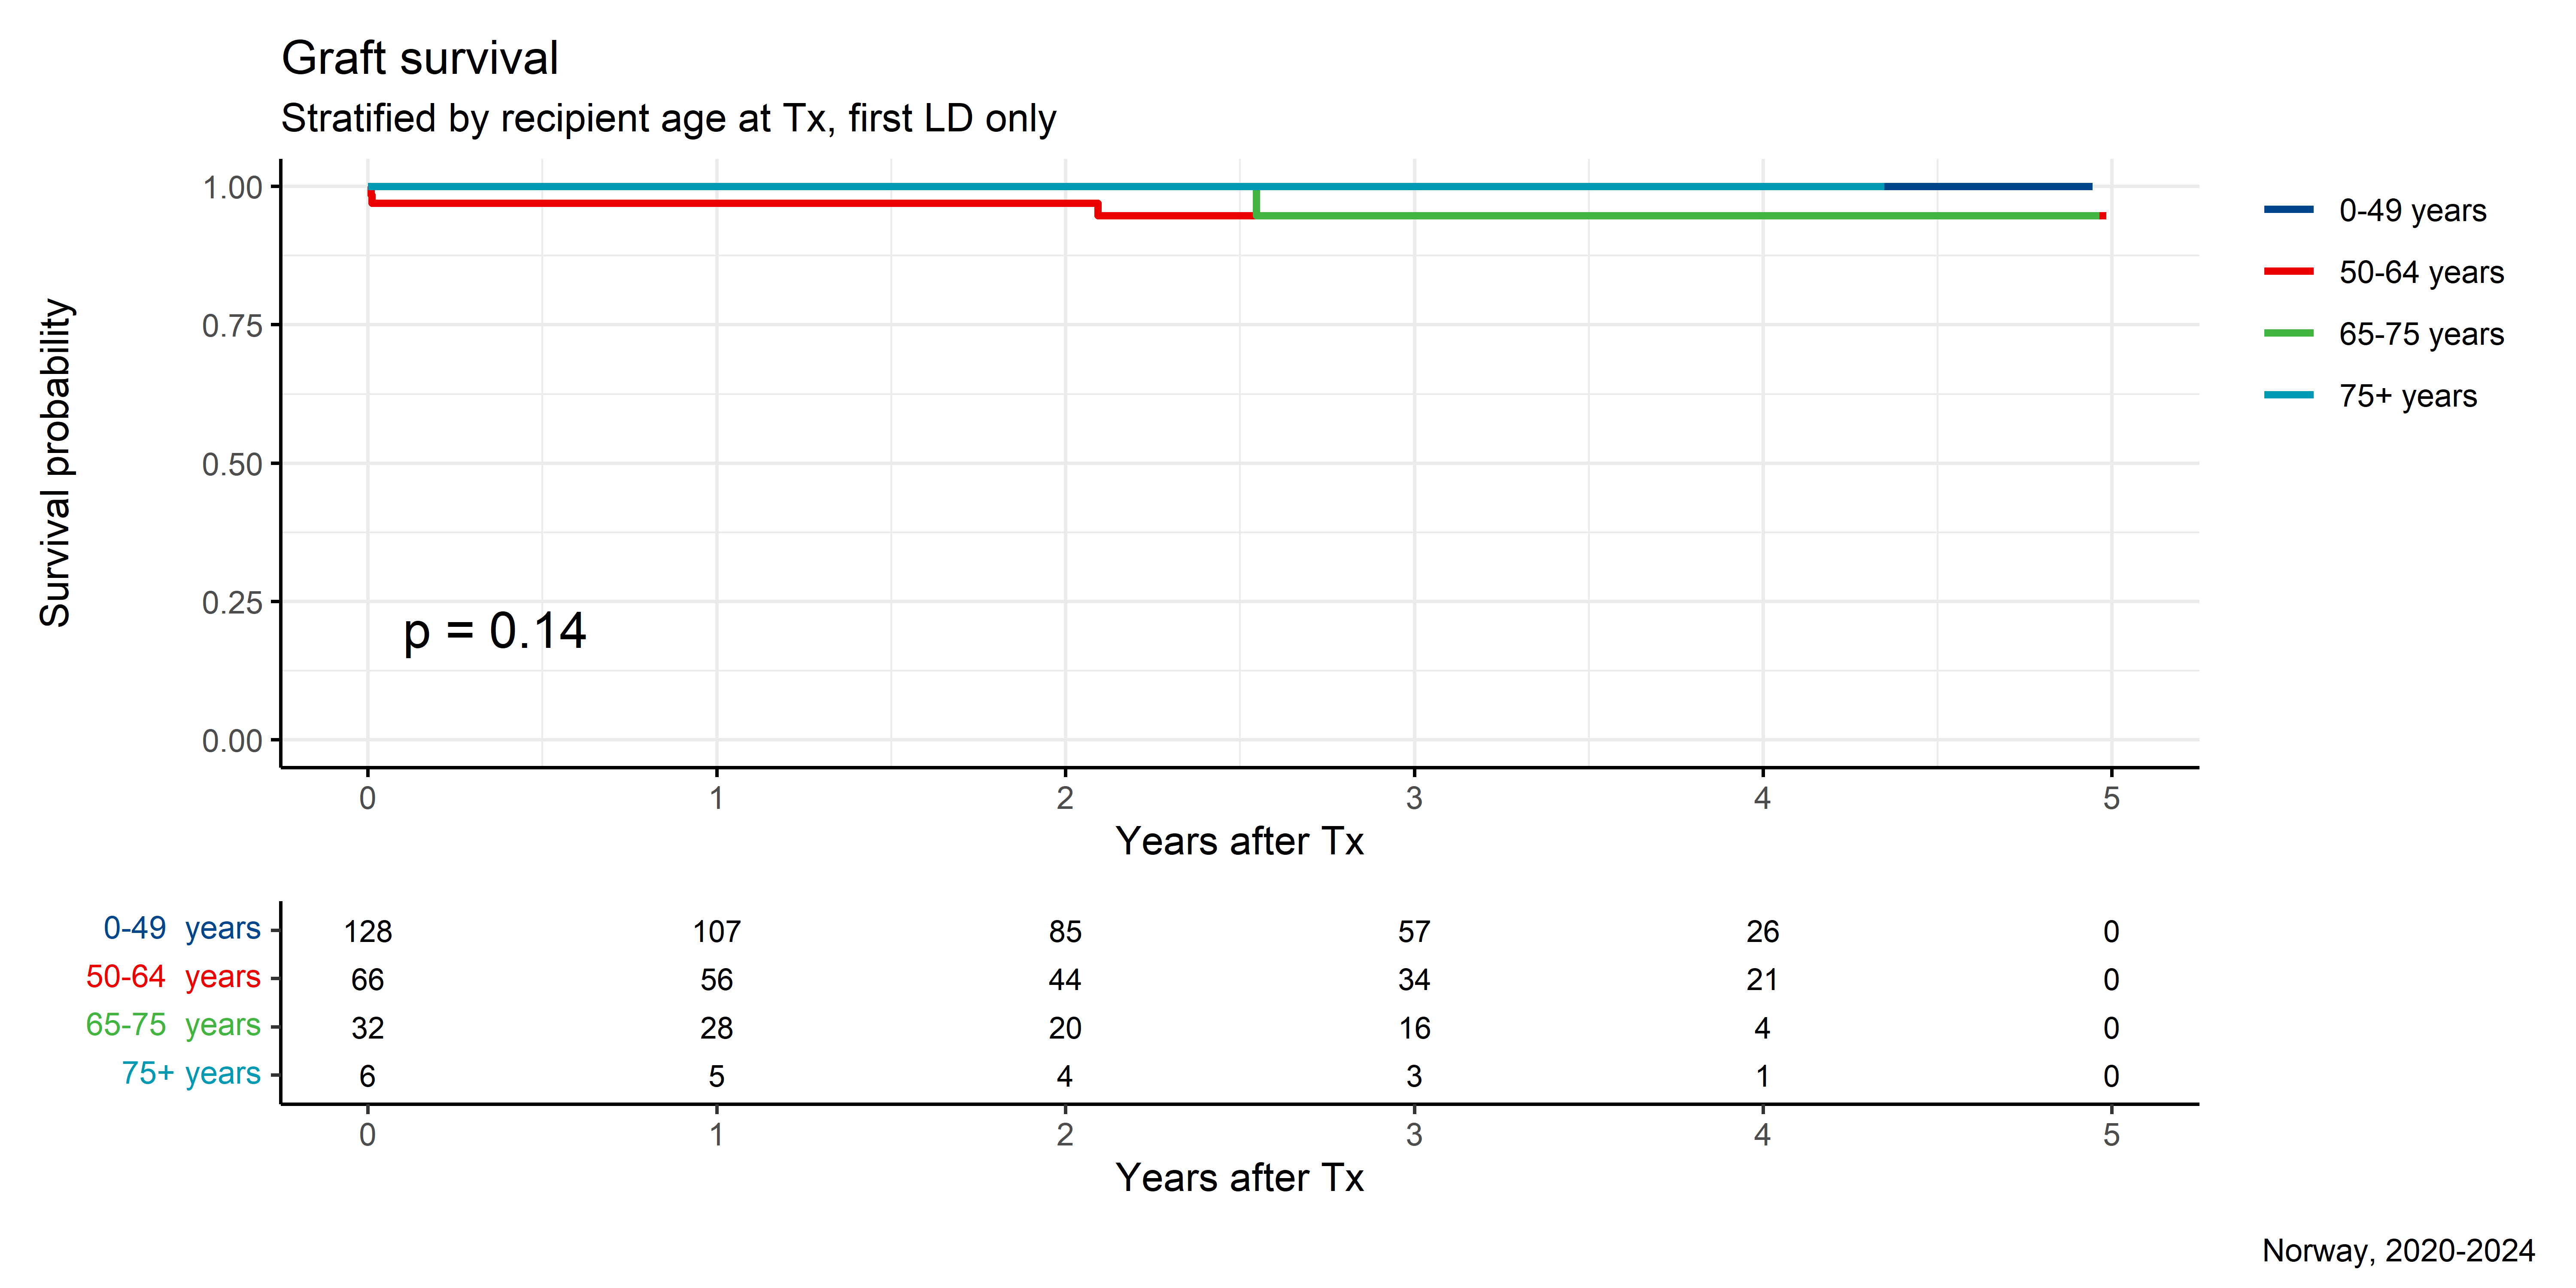 Graft survival
Stratified by recipient age at Tx, first LD only
1.00
0.75
0.50
0.25
0.00
Survival probability
p = 0.14
0 1 2 3 4 5
Years after Tx
0-49 years
50-64 years
65-75 years
75+ years
0-49 years 128 107 85 57 26 0
50-64 years 66 56 44 34 21 0
65-75 years 32 28 20 16 4 0
75+ years 6 5 4 3 1 0
0 1 2 3 4 5
Years after Tx
Norway, 2020-2024